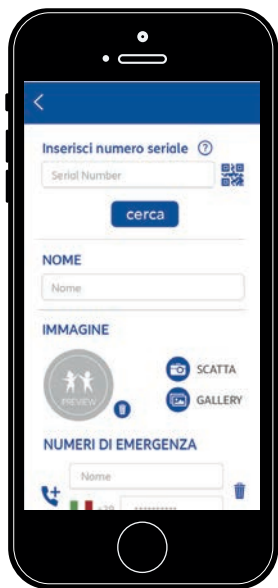 Inserisci numero seriale ?
Serial Number
cerca
NOME
Nome
IMMAGINE
PREVIEW
SCATTA
GALLERY
NUMERI DI EMERGENZA
Nome
+39 **********